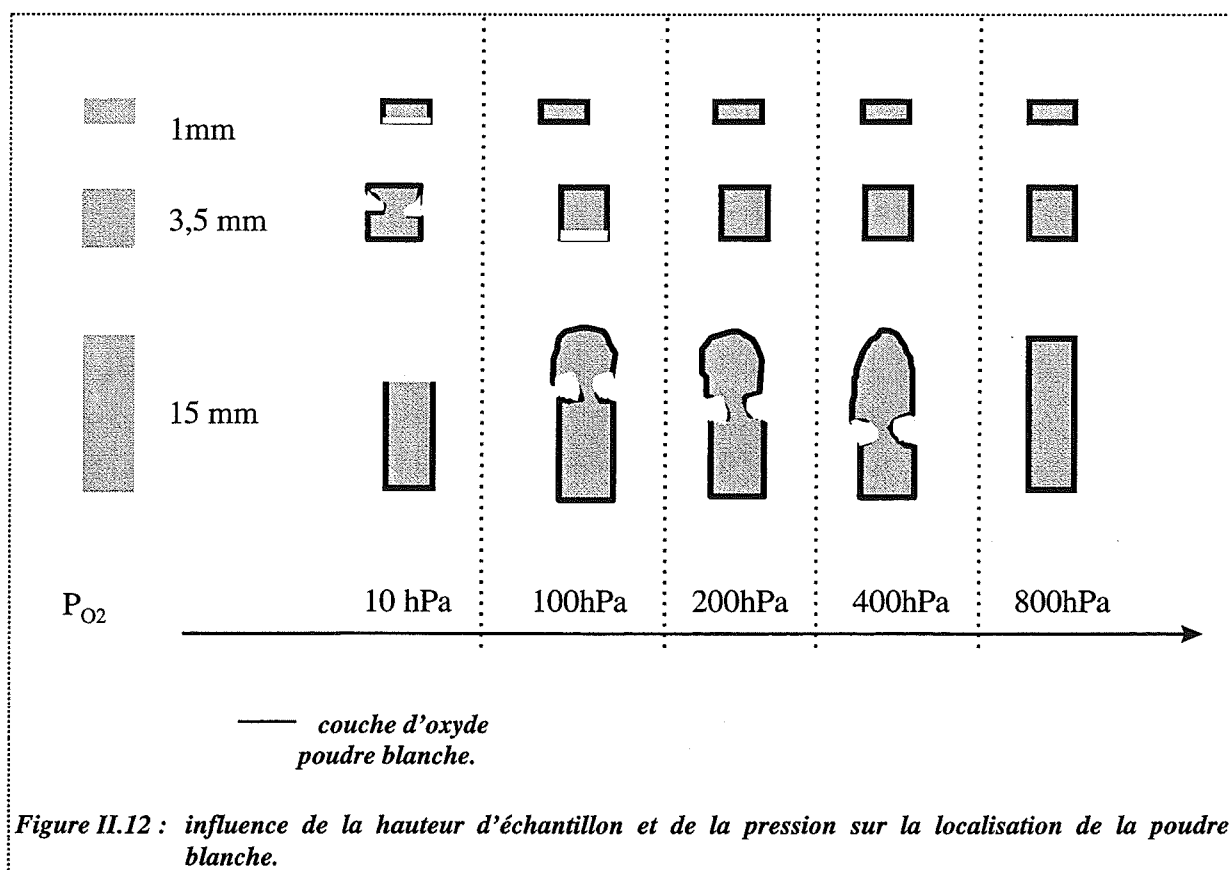 1mm
3,5 mm
15 mm
P_O2 10 hPa 100hPa 200hPa 400hPa 800hPa
couche d'oxyde
poudre blanche.
Figure II.12 : influence de la hauteur d'échantillon et de la pression sur la localisation de la poudre
blanche.